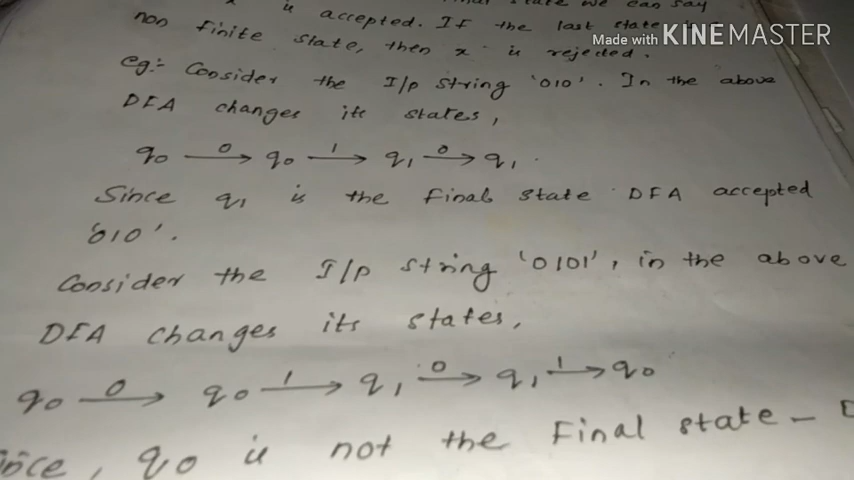 is accepted. If the last state
Made with KINEMASTER
non finite state, then x is rejected.
eg:- Consider the I/p string '010'. In the above
DFA changes its states,
q0 —0→ q0 —1→ q1 —0→ q1.
Since q1 is the final state DFA accepted
'010'.
Consider the I/p string '0101', in the above
DFA changes its states,
q0 —0→ q0 —1→ q1 —0→ q1 —1→ q0
q0 is not the Final state -